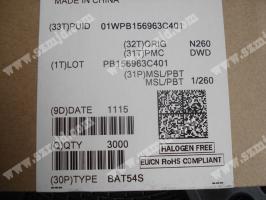 MADE IN CHINA
(33T)PUID 01WPB156963C401
(32T)ORIG N260
(31T)PMC DWD
(1T)LOT PB156963C401
(31P)MSL/PBT
MSL/PBT 1/260
(9D)DATE 1115
(Q)QTY 3000
HALOGEN FREE
EU/CN RoHS COMPLIANT
(30P)TYPE BAT54S